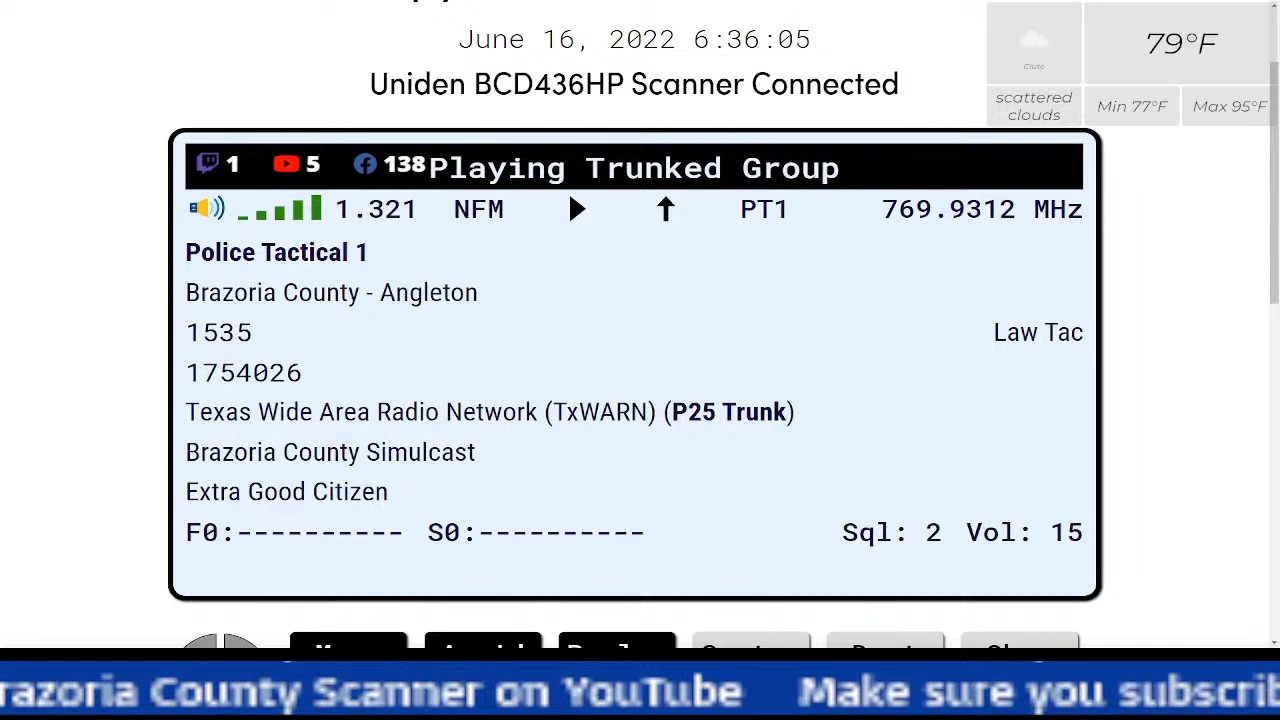 June 16, 2022 6:36:05
79°F
Uniden BCD436HP Scanner Connected
Clute
scattered
clouds
Min 77°F
Max 95°F
1 5 138 Playing Trunked Group
1.321 NFM PT1 769.9312 MHz
Police Tactical 1
Brazoria County - Angleton
1535 Law Tac
1754026
Texas Wide Area Radio Network (TxWARN) (P25 Trunk)
Brazoria County Simulcast
Extra Good Citizen
F0:---------- S0:---------- Sql: 2 Vol: 15
razoria County Scanner on YouTube Make sure you subscrib